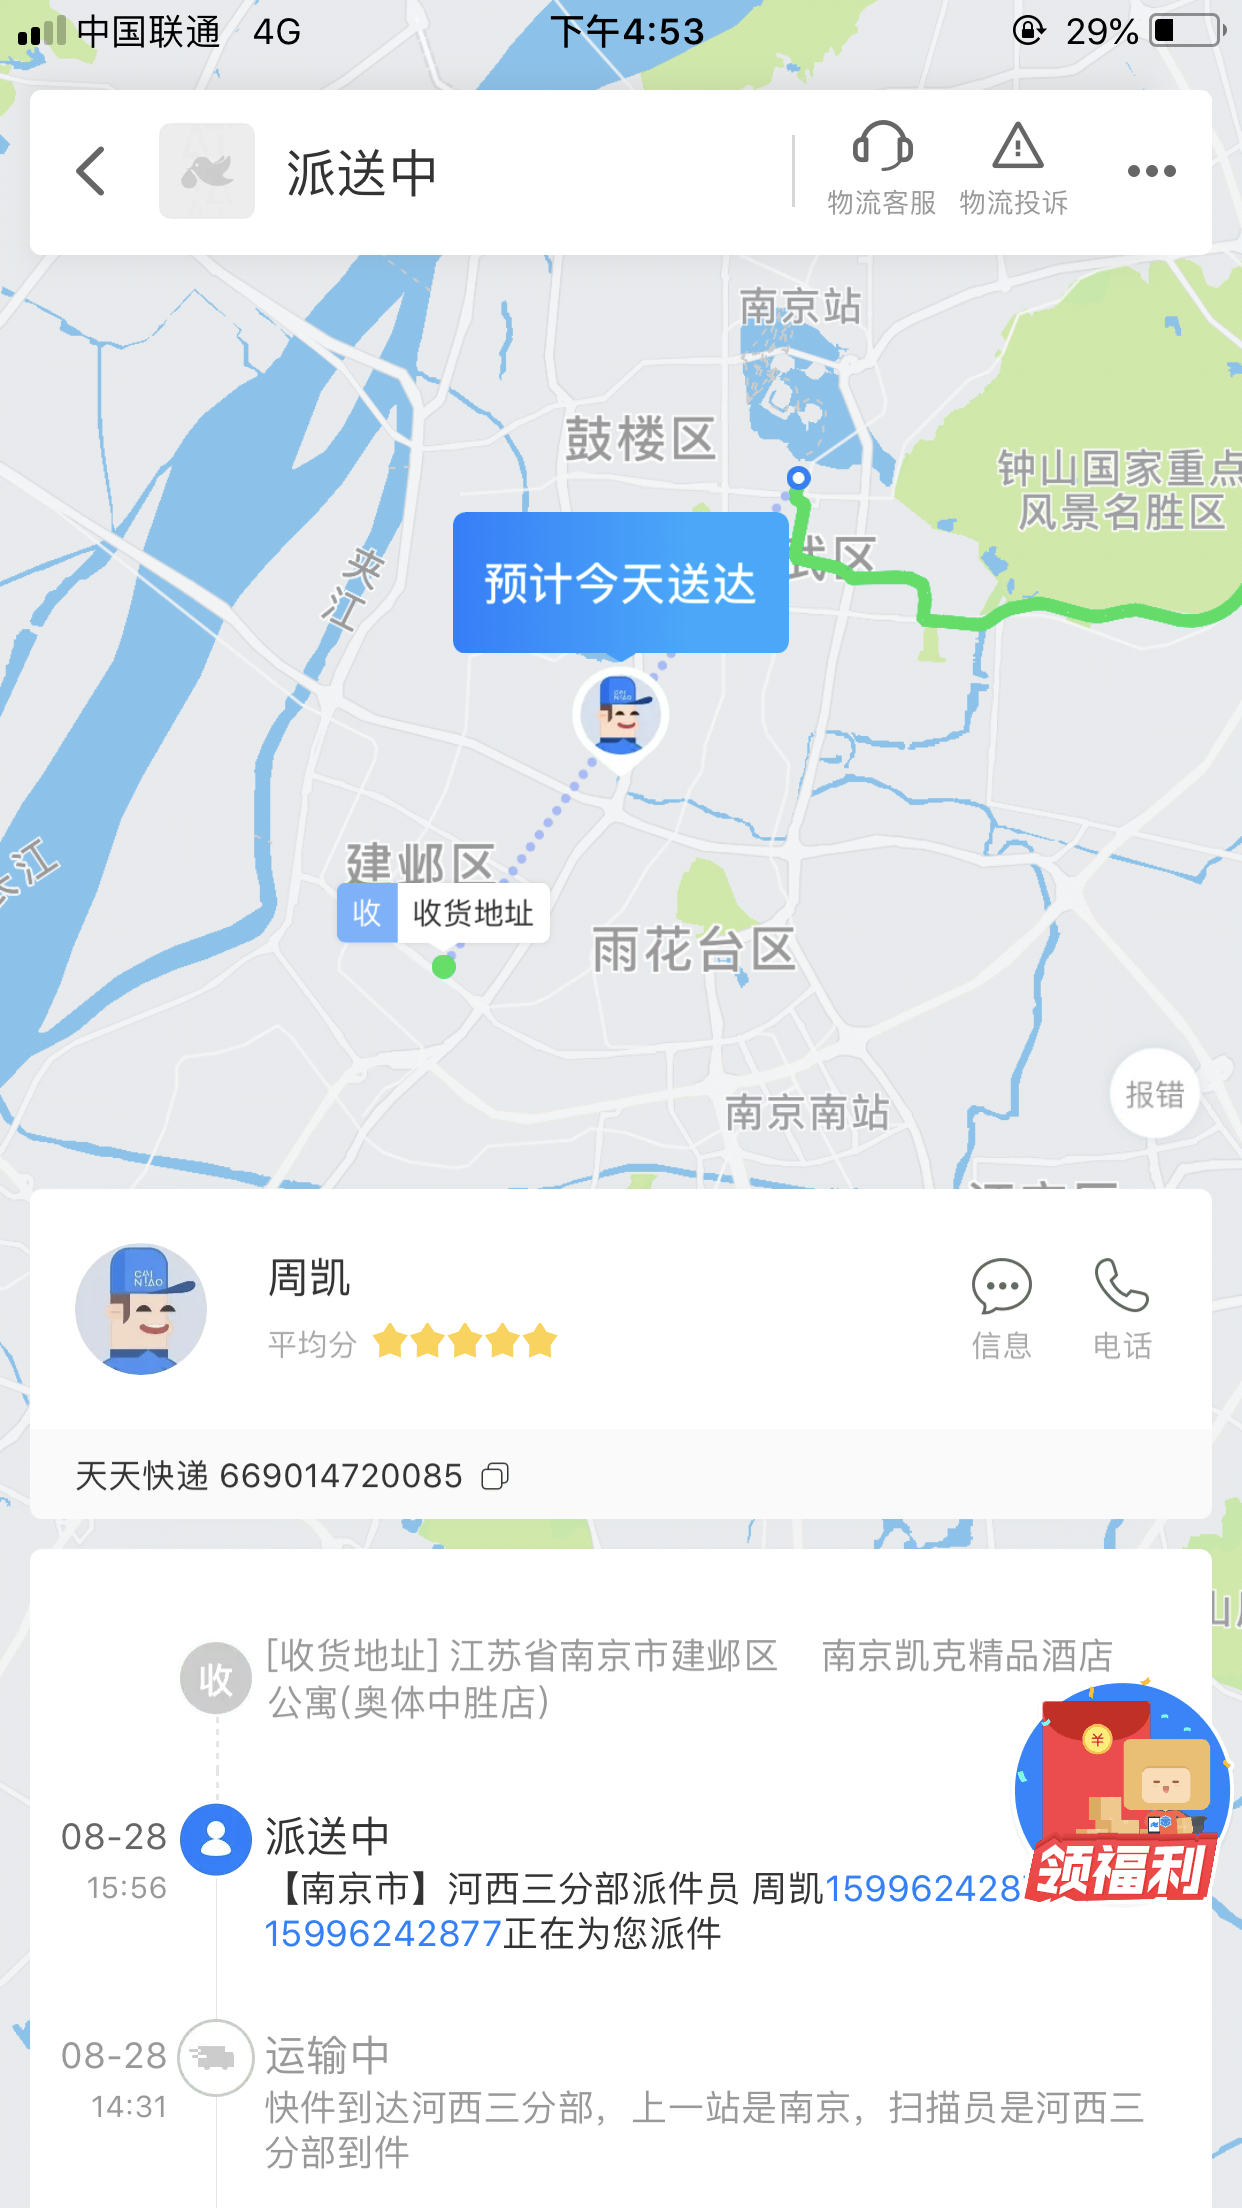 中国联通 4G 下午4:53 29%
派送中
物流客服 物流投诉
南京站
鼓楼区
钟山国家重点
风景名胜区
武区
预计今天送达
夹江
建邺区
长江
收 收货地址
雨花台区
报错
南京南站
周凯
平均分
信息 电话
天天快递 669014720085
收
[收货地址] 江苏省南京市建邺区 南京凯克精品酒店
公寓(奥体中胜店)
08-28 派送中
15:56
【南京市】河西三分部派件员 周凯159962428
15996242877正在为您派件
领福利
08-28 运输中
14:31
快件到达河西三分部，上一站是南京，扫描员是河西三
分部到件